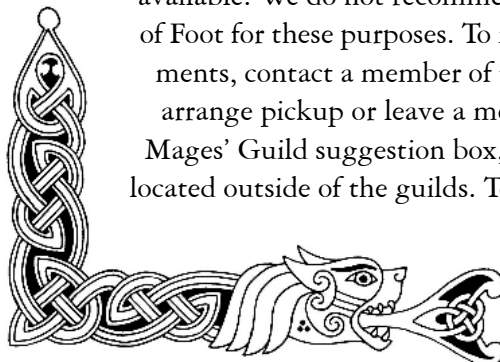 available? We do not recommen
of Foot for these purposes. To
ments, contact a member of
arrange pickup or leave a me
Mages' Guild suggestion box,
located outside of the guilds. T